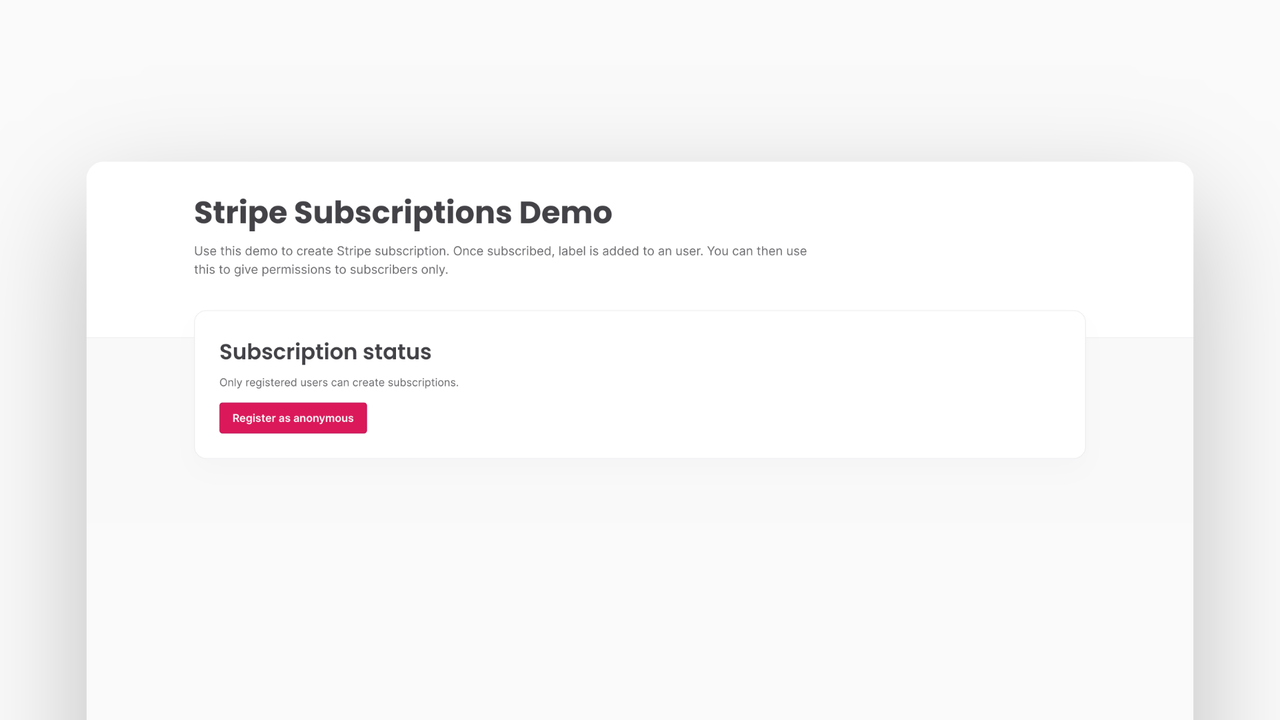 Stripe Subscriptions Demo
Use this demo to create Stripe subscription. Once subscribed, label is added to an user. You can then use
this to give permissions to subscribers only.
Subscription status
Only registered users can create subscriptions.
Register as anonymous